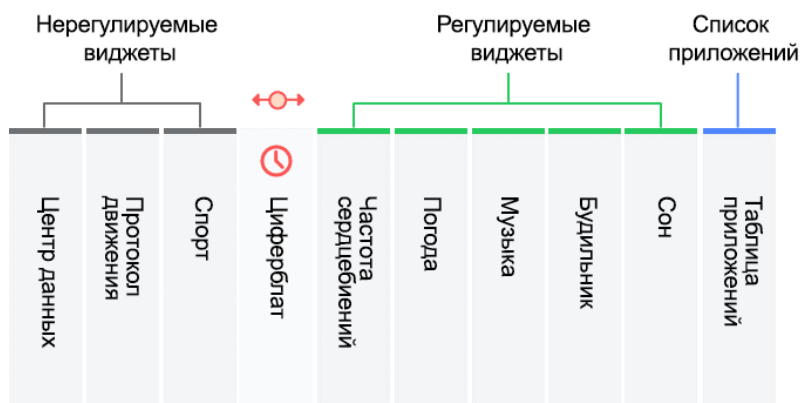 Нерегулируемые
виджеты
Регулируемые
виджеты
Список
приложений
Центр данных
Протокол
движения
Спорт
Циферблат
Частота
сердцебиений
Погода
Музыка
Будильник
Сон
Таблица
приложений